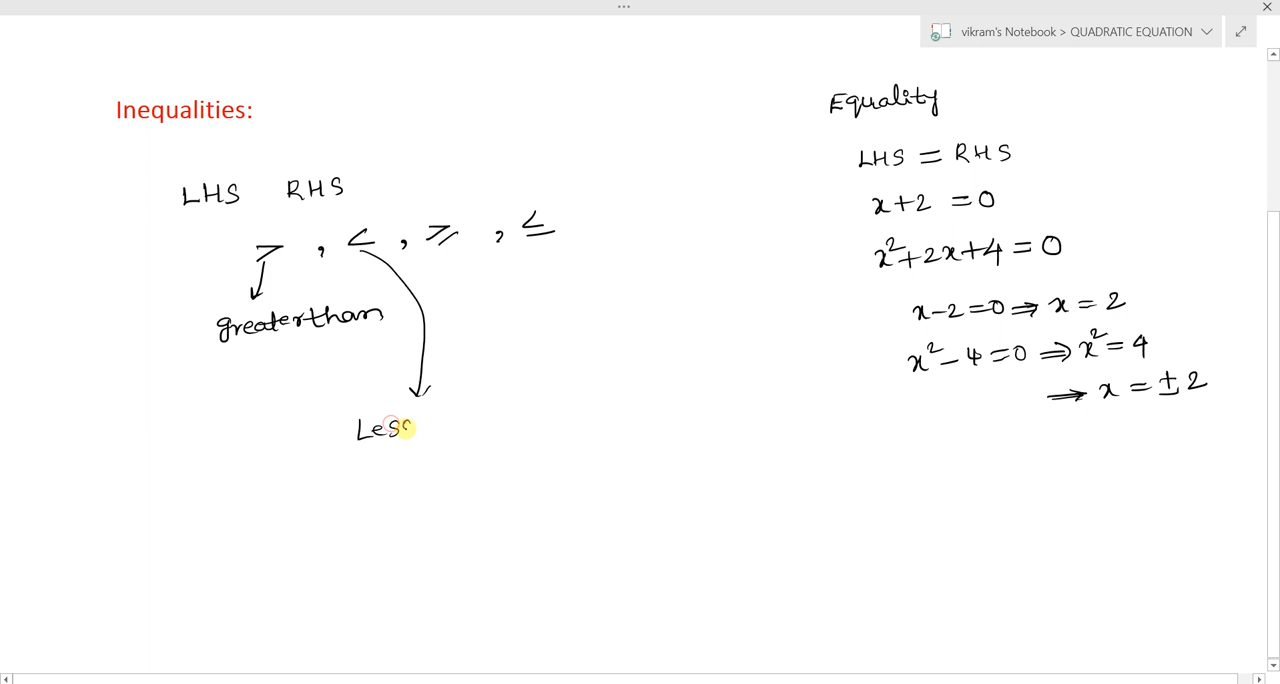 vikram's Notebook > QUADRATIC EQUATION
Inequalities:
LHS RHS
> , < , ≥ , ≤
greaterthan
Less
Equality
LHS = RHS
x+2 = 0
x²+2x+4 = 0
x-2=0 ⇒ x = 2
x²-4=0 ⇒ x² = 4
⇒ x = ±2